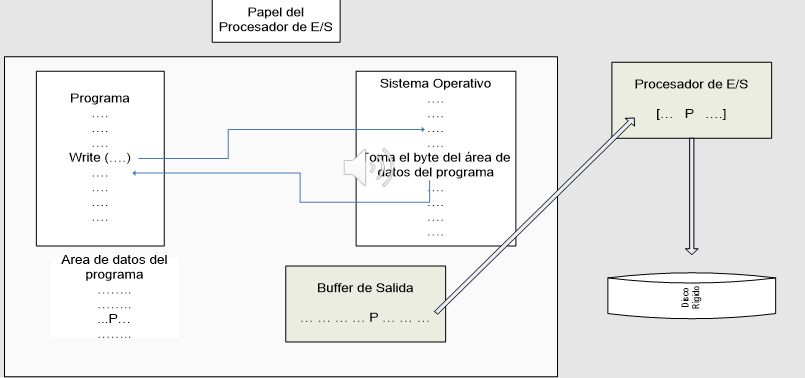 Papel del
Procesador de E/S
Programa
....
....
....
Write (....)
....
....
....
....
Sistema Operativo
....
....
....
....
Toma el byte del área de
datos del programa
....
....
....
....
Procesador de E/S
[... P ....]
Area de datos del
programa
........
........
...P...
........
Buffer de Salida
... ... ... ... P ... ... ...
Disco
Rígido